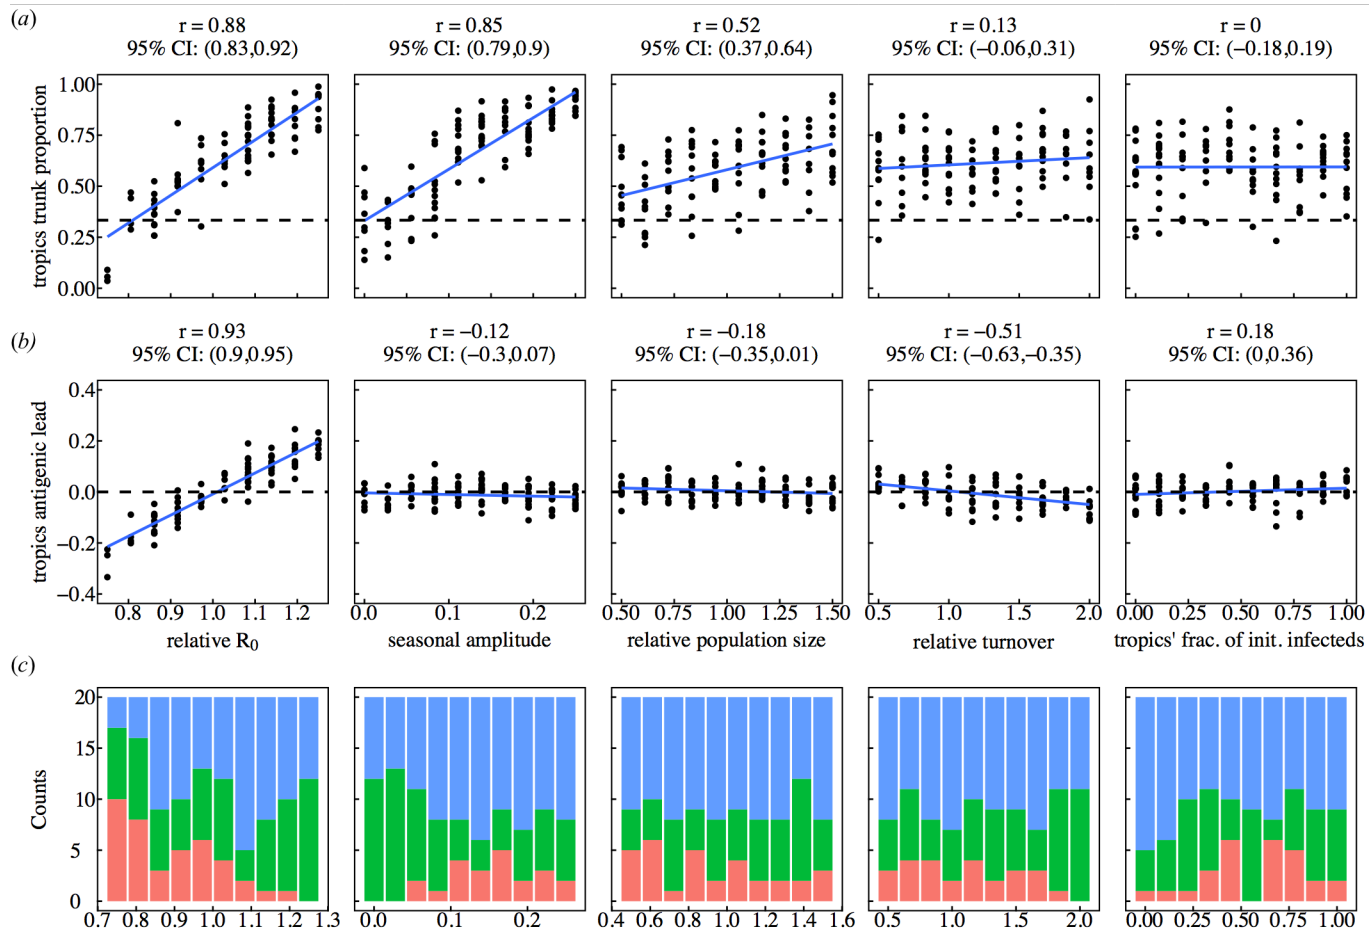 (a)
r = 0.88
95% CI: (0.83,0.92)
r = 0.85
95% CI: (0.79,0.9)
r = 0.52
95% CI: (0.37,0.64)
r = 0.13
95% CI: (−0.06,0.31)
r = 0
95% CI: (−0.18,0.19)
tropics trunk proportion
1.00
0.75
0.50
0.25
0.00
(b)
r = 0.93
95% CI: (0.9,0.95)
r = −0.12
95% CI: (−0.3,0.07)
r = −0.18
95% CI: (−0.35,0.01)
r = −0.51
95% CI: (−0.63,−0.35)
r = 0.18
95% CI: (0,0.36)
tropics antigenic lead
0.4
0.2
0.0
−0.2
−0.4
0.8 0.9 1.0 1.1 1.2
relative R0
0.0 0.1 0.2
seasonal amplitude
0.50 0.75 1.00 1.25 1.50
relative population size
0.5 1.0 1.5 2.0
relative turnover
0.00 0.25 0.50 0.75 1.00
tropics' frac. of init. infecteds
(c)
Counts
20
15
10
5
0
0.7 0.8 0.9 1.0 1.1 1.2 1.3
0.0 0.1 0.2
0.4 0.6 0.8 1.0 1.2 1.4 1.6
0.5 1.0 1.5 2.0
0.00 0.25 0.50 0.75 1.00